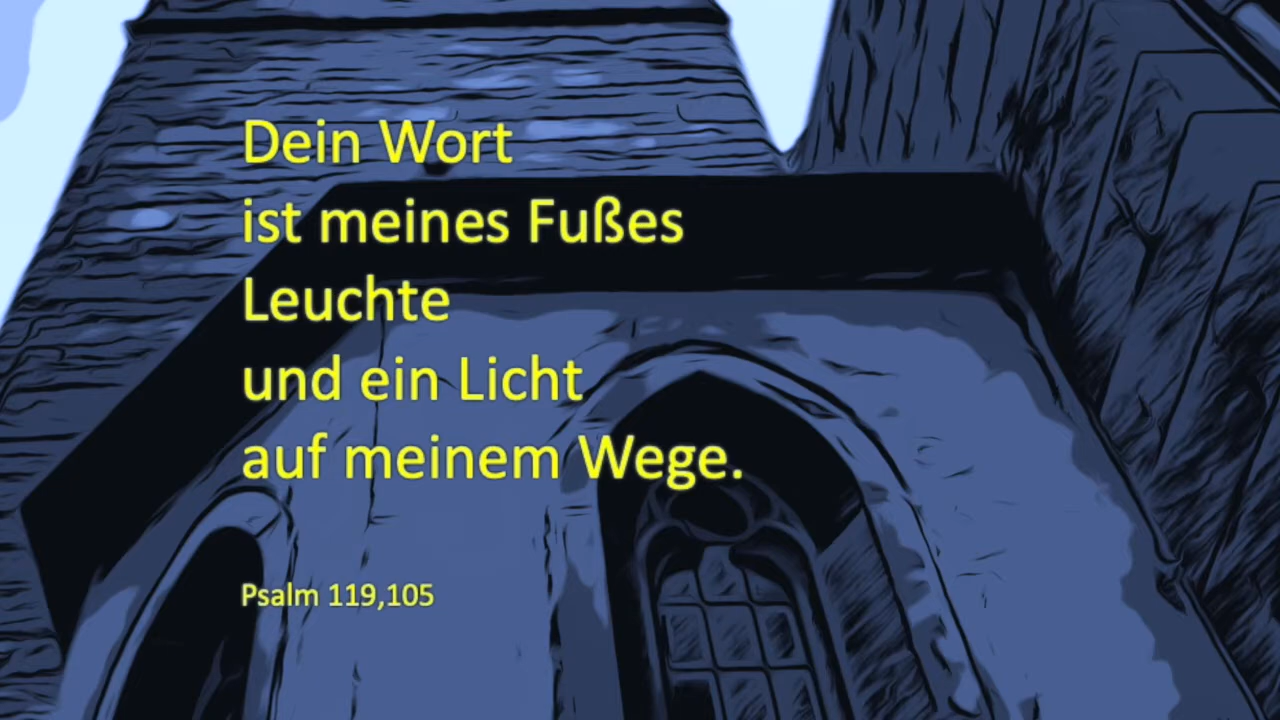 Dein Wort
ist meines Fußes
Leuchte
und ein Licht
auf meinem Wege.
Psalm 119,105